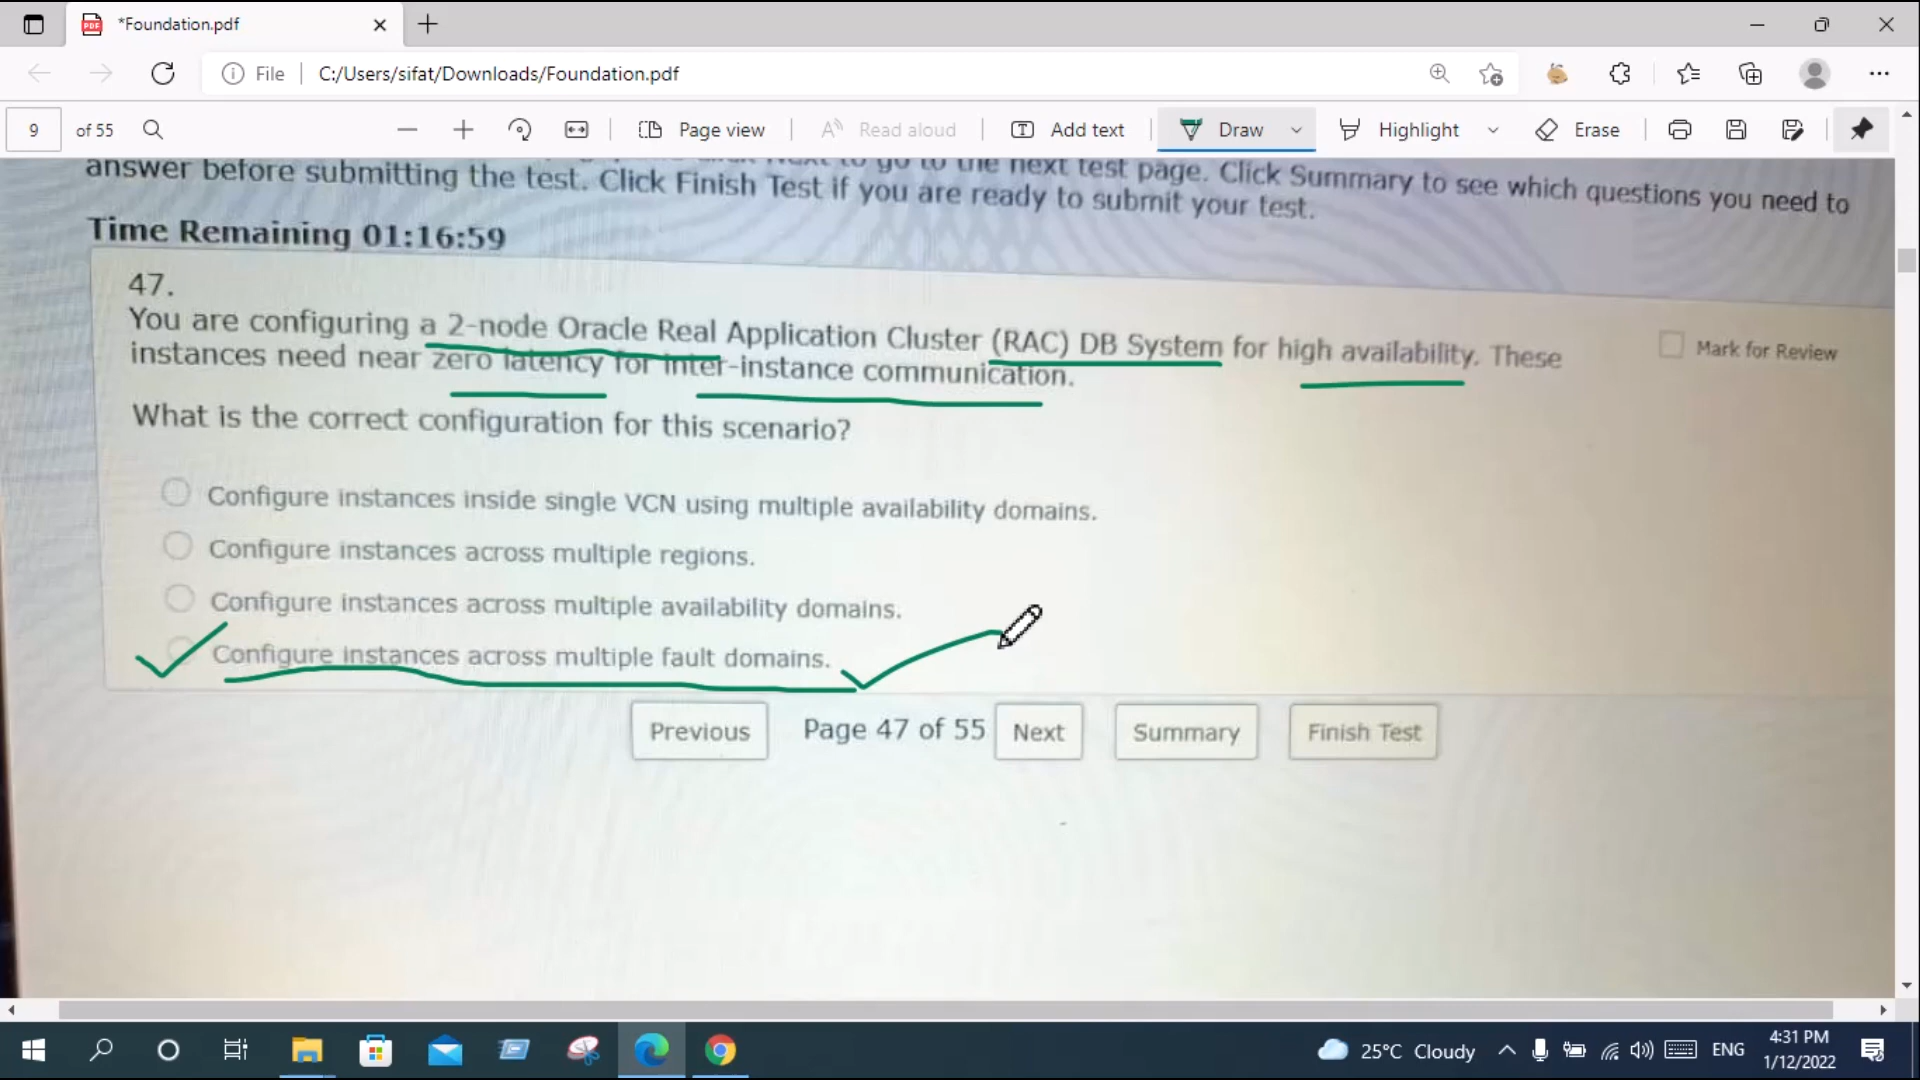 *Foundation.pdf
File
C:/Users/sifat/Downloads/Foundation.pdf
9 of 55
Page view
Read aloud
Add text
Draw
Highlight
Erase
to go to the next test page. Click Summary to see which questions you need to
answer before submitting the test. Click Finish Test if you are ready to submit your test.
Time Remaining 01:16:59
47.
You are configuring a 2-node Oracle Real Application Cluster (RAC) DB System for high availability. These
instances need near zero latency for inter-instance communication.
Mark for Review
What is the correct configuration for this scenario?
Configure instances inside single VCN using multiple availability domains.
Configure instances across multiple regions.
Configure instances across multiple availability domains.
Configure instances across multiple fault domains.
Previous
Page 47 of 55
Next
Summary
Finish Test
25°C Cloudy
ENG
4:31 PM
1/12/2022